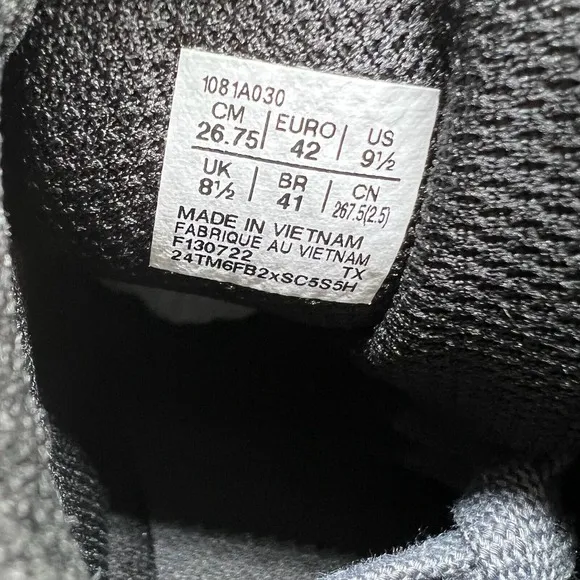 1081A030
CM | EURO | US
26.75 | 42 | 9½
UK | BR | CN
8½ | 41 | 267.5(2.5)
MADE IN VIETNAM
FABRIQUE AU VIETNAM
F130722 TX
24TM6FB2xSC5S5H